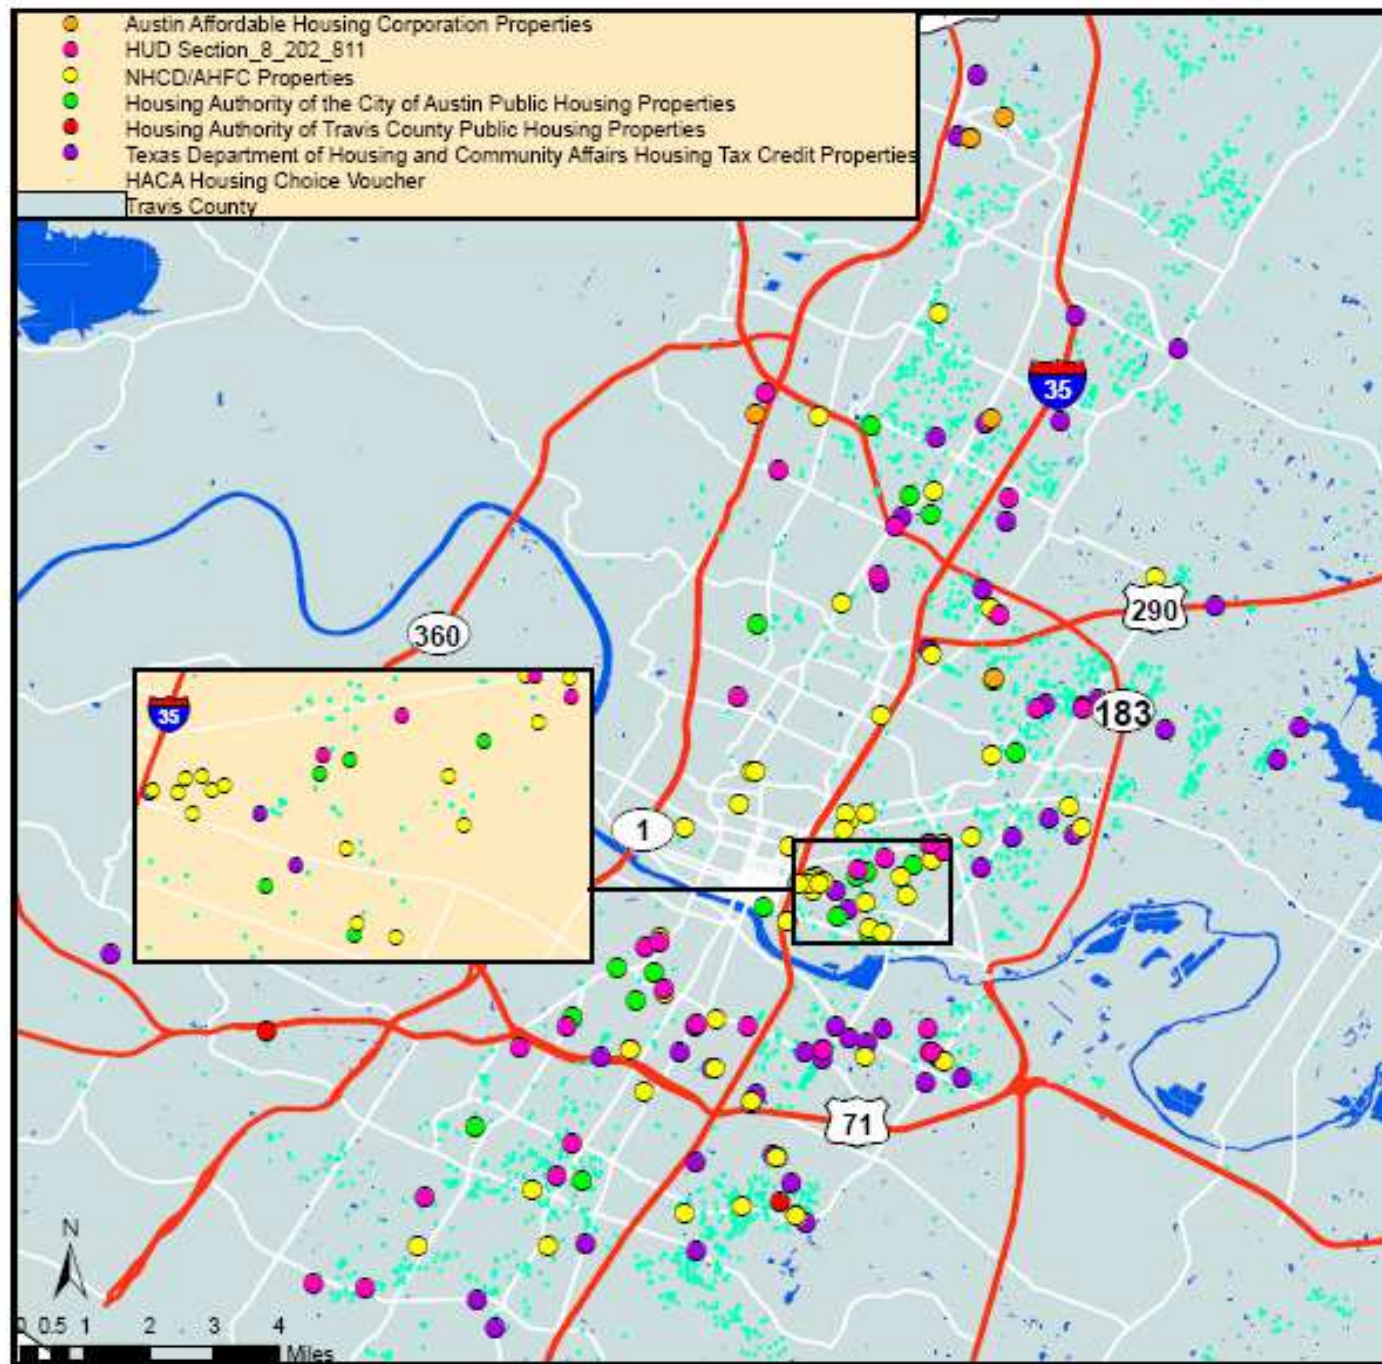 Austin Affordable Housing Corporation Properties
HUD Section_8_202_811
NHCD/AHFC Properties
Housing Authority of the City of Austin Public Housing Properties
Housing Authority of Travis County Public Housing Properties
Texas Department of Housing and Community Affairs Housing Tax Credit Properties
HACA Housing Choice Voucher
Travis County
35
290
360
183
35
1
71
N
0 0.5 1 2 3 4
Miles